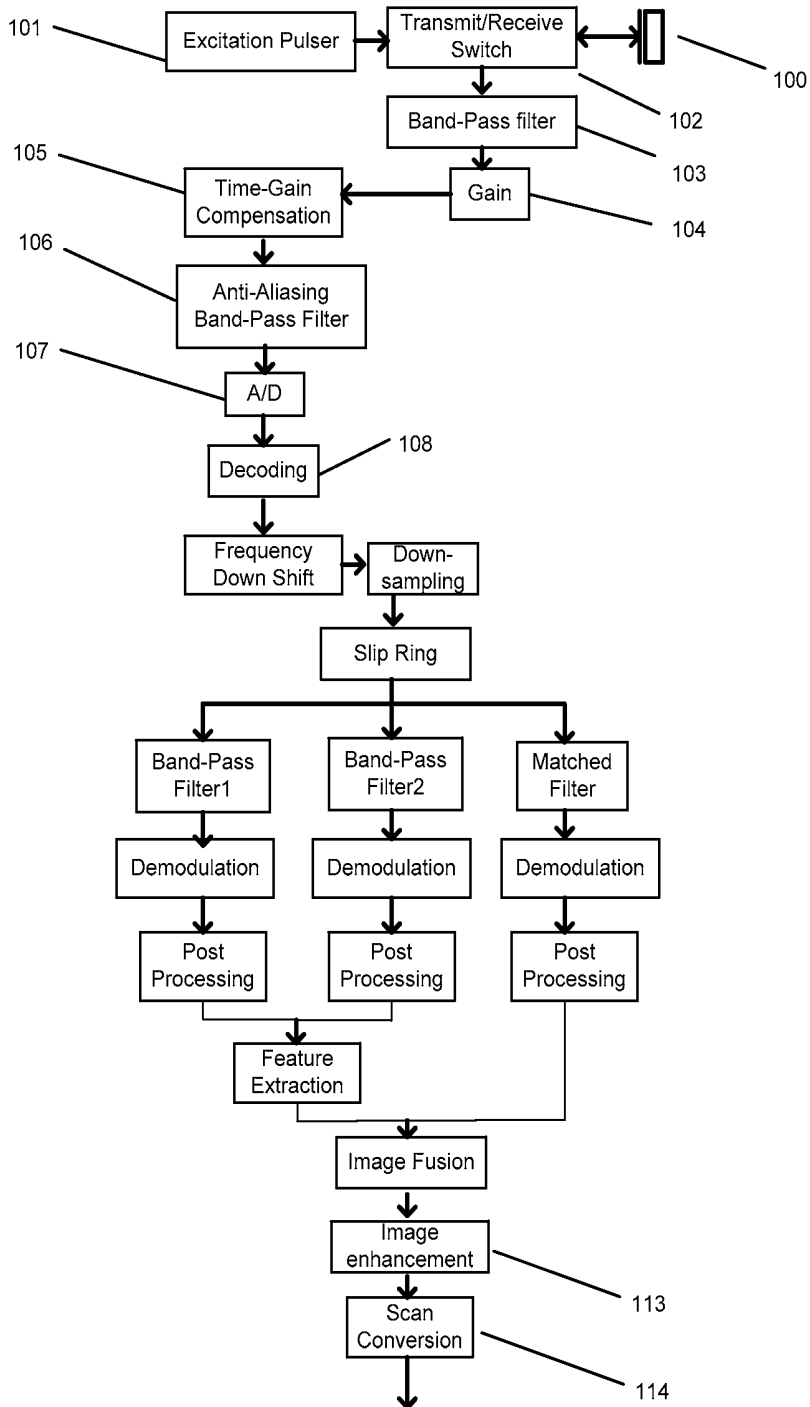 101
Excitation Pulser
Transmit/Receive
Switch
100
102
Band-Pass filter
103
105
Time-Gain
Compensation
Gain
104
106
Anti-Aliasing
Band-Pass Filter
107
A/D
108
Decoding
Frequency
Down Shift
Down-
sampling
Slip Ring
Band-Pass
Filter1
Band-Pass
Filter2
Matched
Filter
Demodulation
Demodulation
Demodulation
Post
Processing
Post
Processing
Post
Processing
Feature
Extraction
Image Fusion
Image
enhancement
113
Scan
Conversion
114